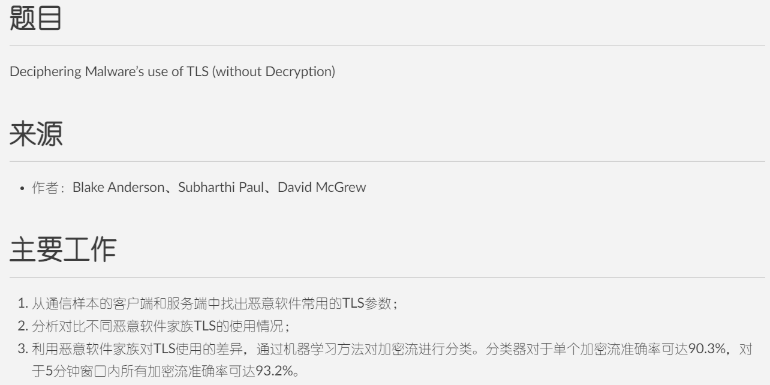 题目
Deciphering Malware's use of TLS (without Decryption)
来源
• 作者：Blake Anderson、Subharthi Paul、David McGrew
主要工作
1. 从通信样本的客户端和服务端中找出恶意软件常用的TLS参数；
2. 分析对比不同恶意软件家族TLS的使用情况；
3. 利用恶意软件家族对TLS使用的差异，通过机器学习方法对加密流进行分类。分类器对于单个加密流准确率可达90.3%，对
于5分钟窗口内所有加密流准确率可达93.2%。